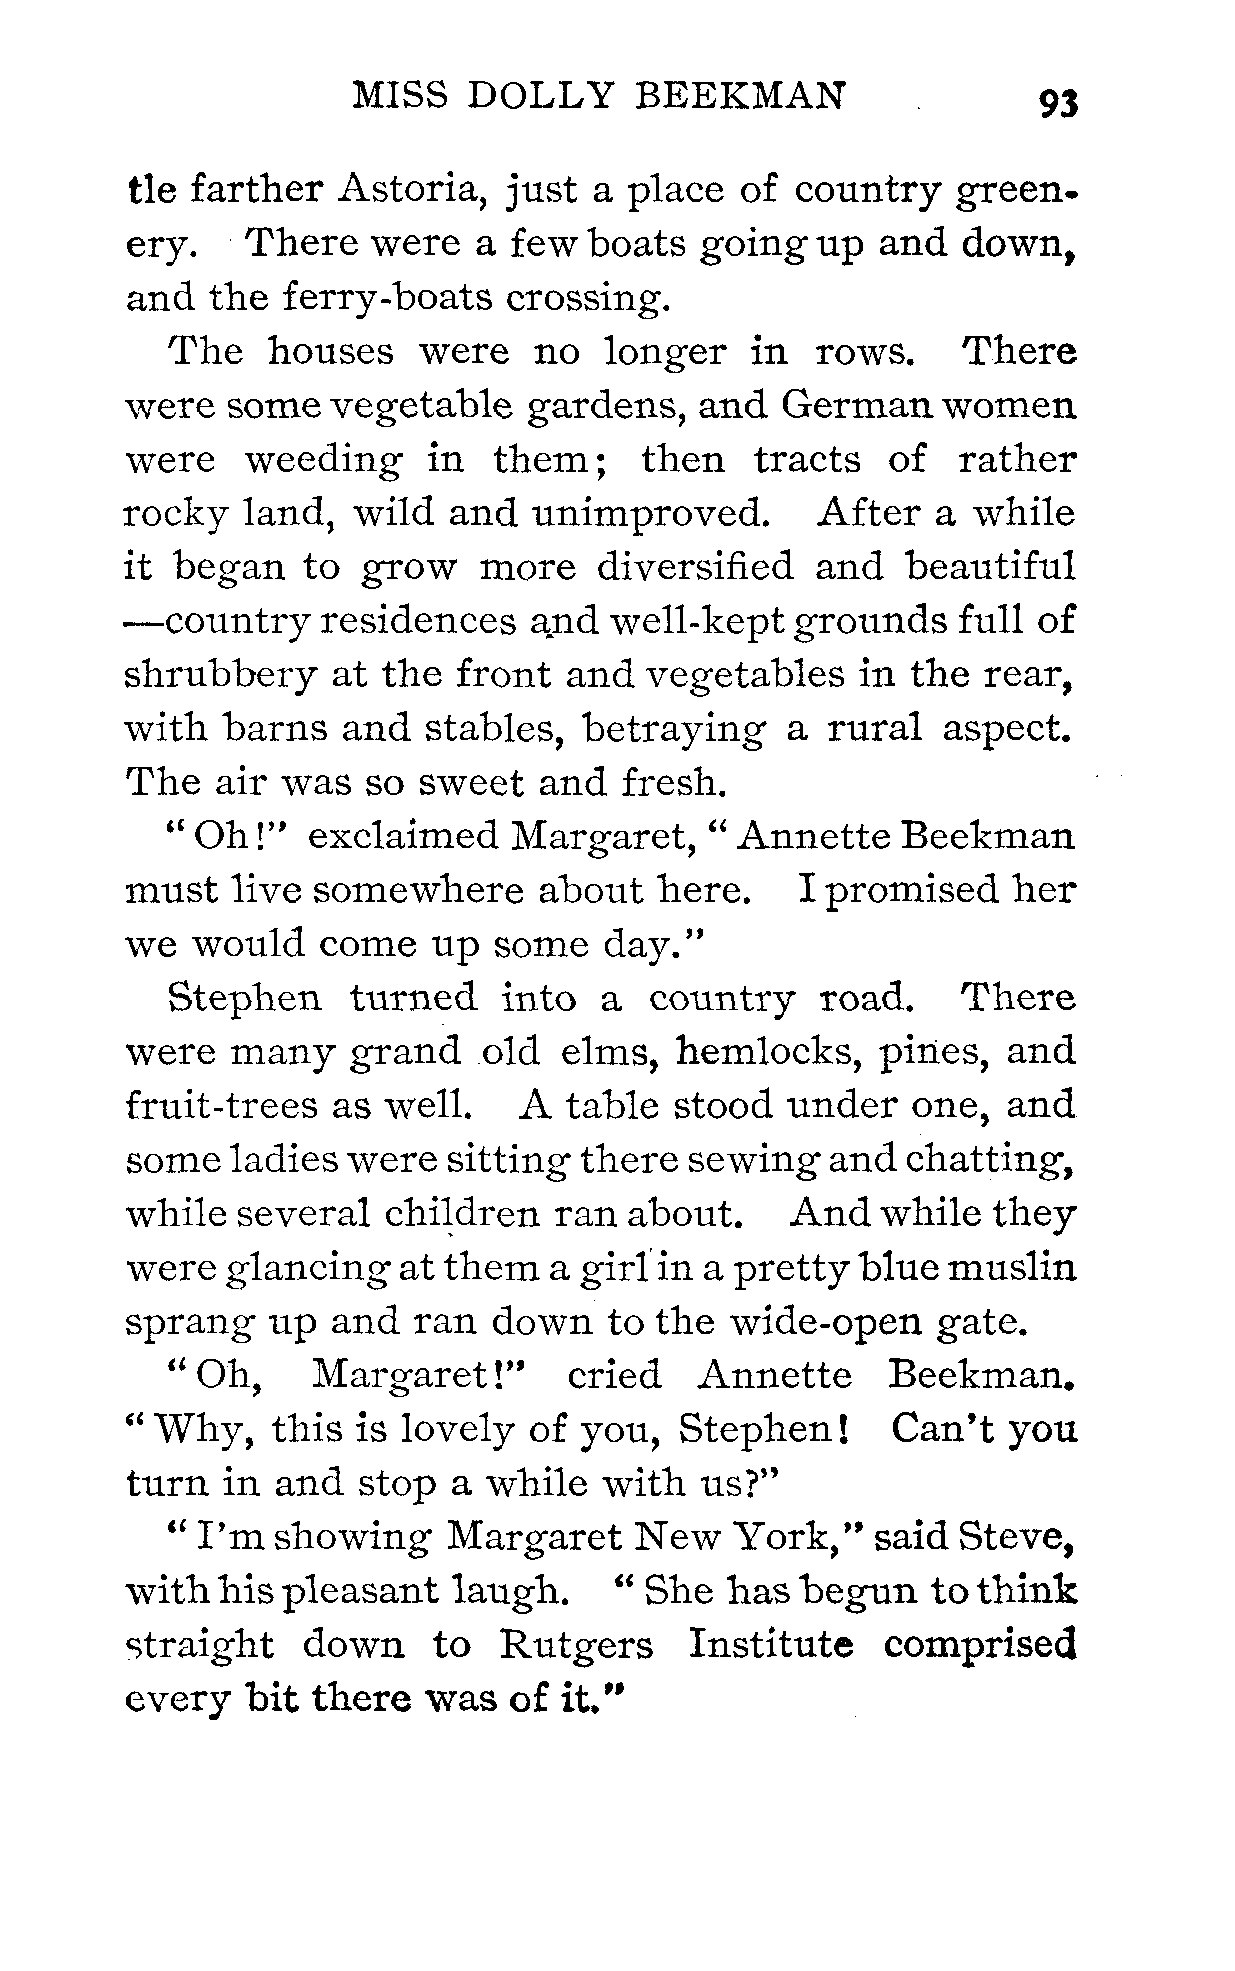 MISS DOLLY BEEKMAN 93
tle farther Astoria, just a place of country green-
ery. There were a few boats going up and down,
and the ferry-boats crossing.
The houses were no longer in rows. There
were some vegetable gardens, and German women
were weeding in them; then tracts of rather
rocky land, wild and unimproved. After a while
it began to grow more diversified and beautiful
—country residences and well-kept grounds full of
shrubbery at the front and vegetables in the rear,
with barns and stables, betraying a rural aspect.
The air was so sweet and fresh.
"Oh!" exclaimed Margaret, "Annette Beekman
must live somewhere about here. I promised her
we would come up some day."
Stephen turned into a country road. There
were many grand old elms, hemlocks, pines, and
fruit-trees as well. A table stood under one, and
some ladies were sitting there sewing and chatting,
while several children ran about. And while they
were glancing at them a girl in a pretty blue muslin
sprang up and ran down to the wide-open gate.
"Oh, Margaret!" cried Annette Beekman.
"Why, this is lovely of you, Stephen! Can't you
turn in and stop a while with us?"
"I'm showing Margaret New York," said Steve,
with his pleasant laugh. "She has begun to think
straight down to Rutgers Institute comprised
every bit there was of it."